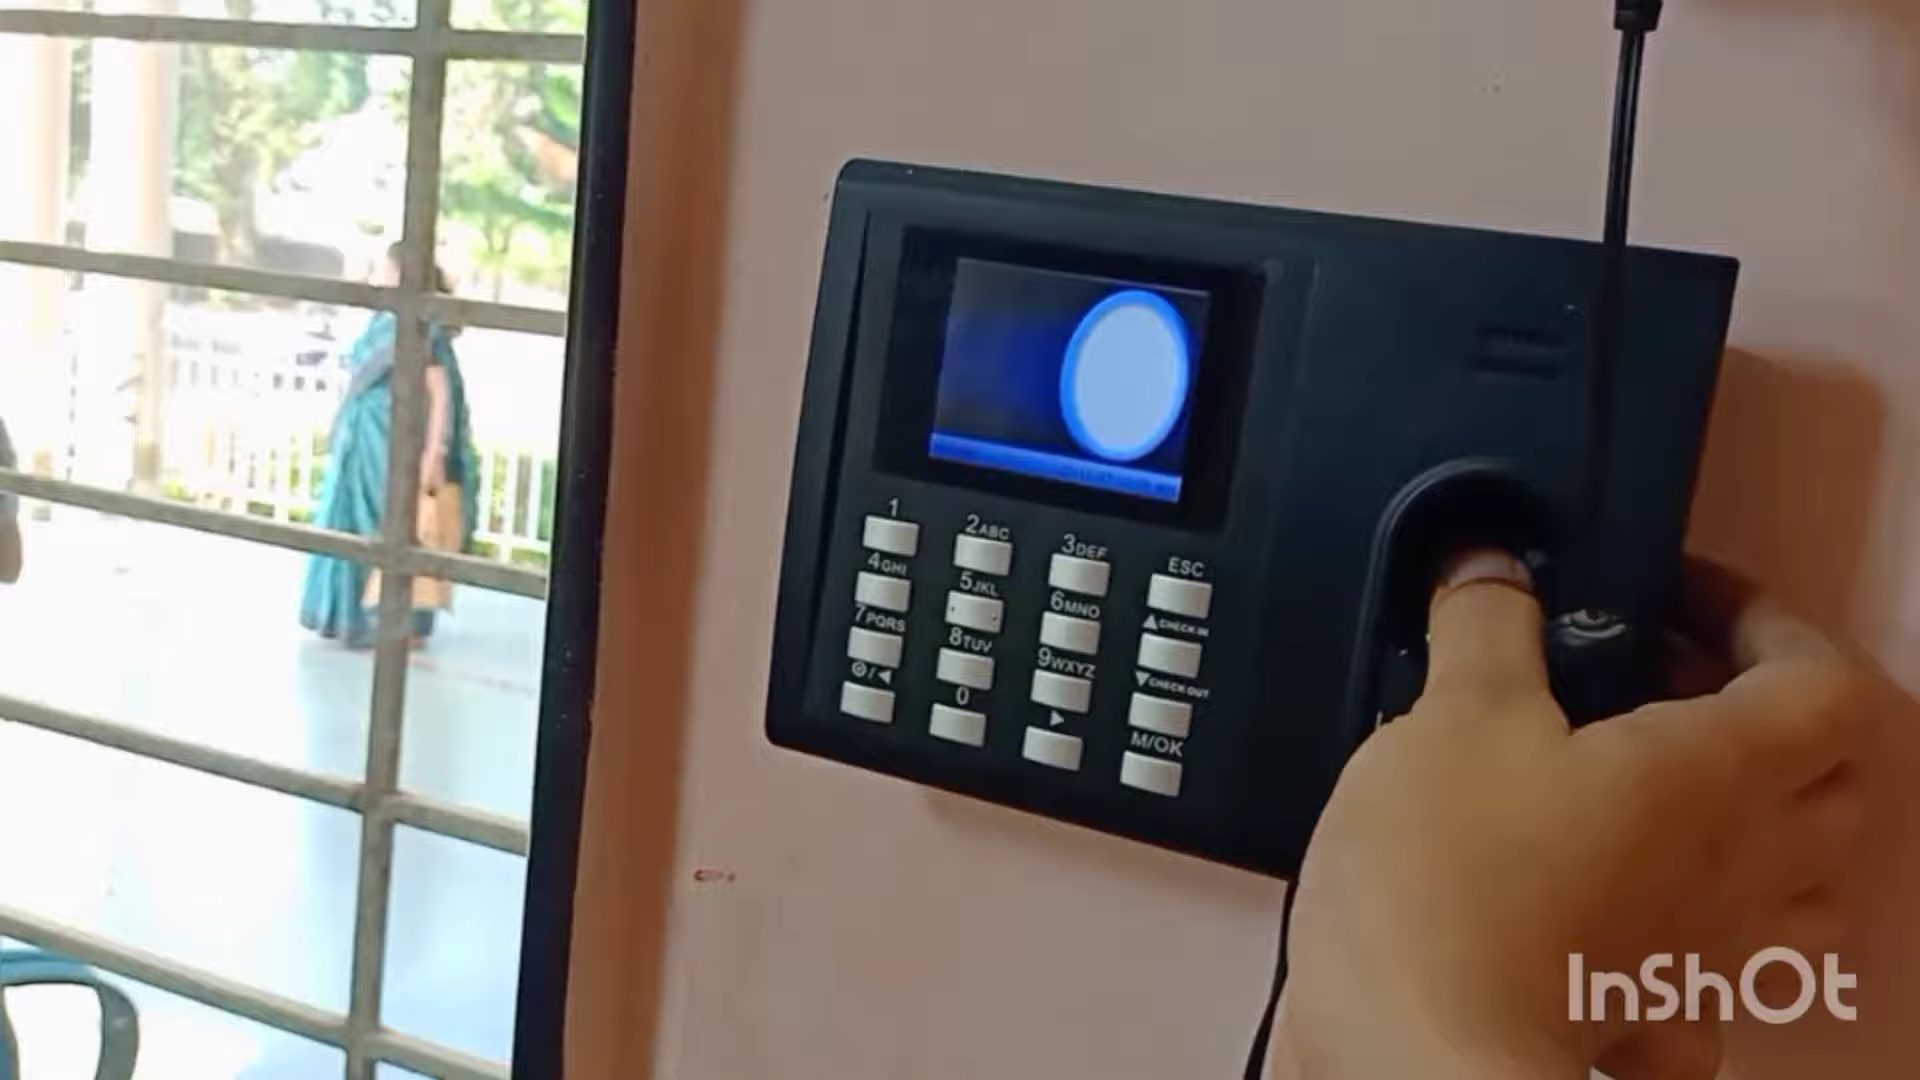 1
2ABC
3DEF
ESC
4GHI
5JKL
6MNO
▲CHECK IN
7PQRS
8TUV
9WXYZ
▼CHECK OUT
⊙/◀
0
▶
M/OK
InShOt